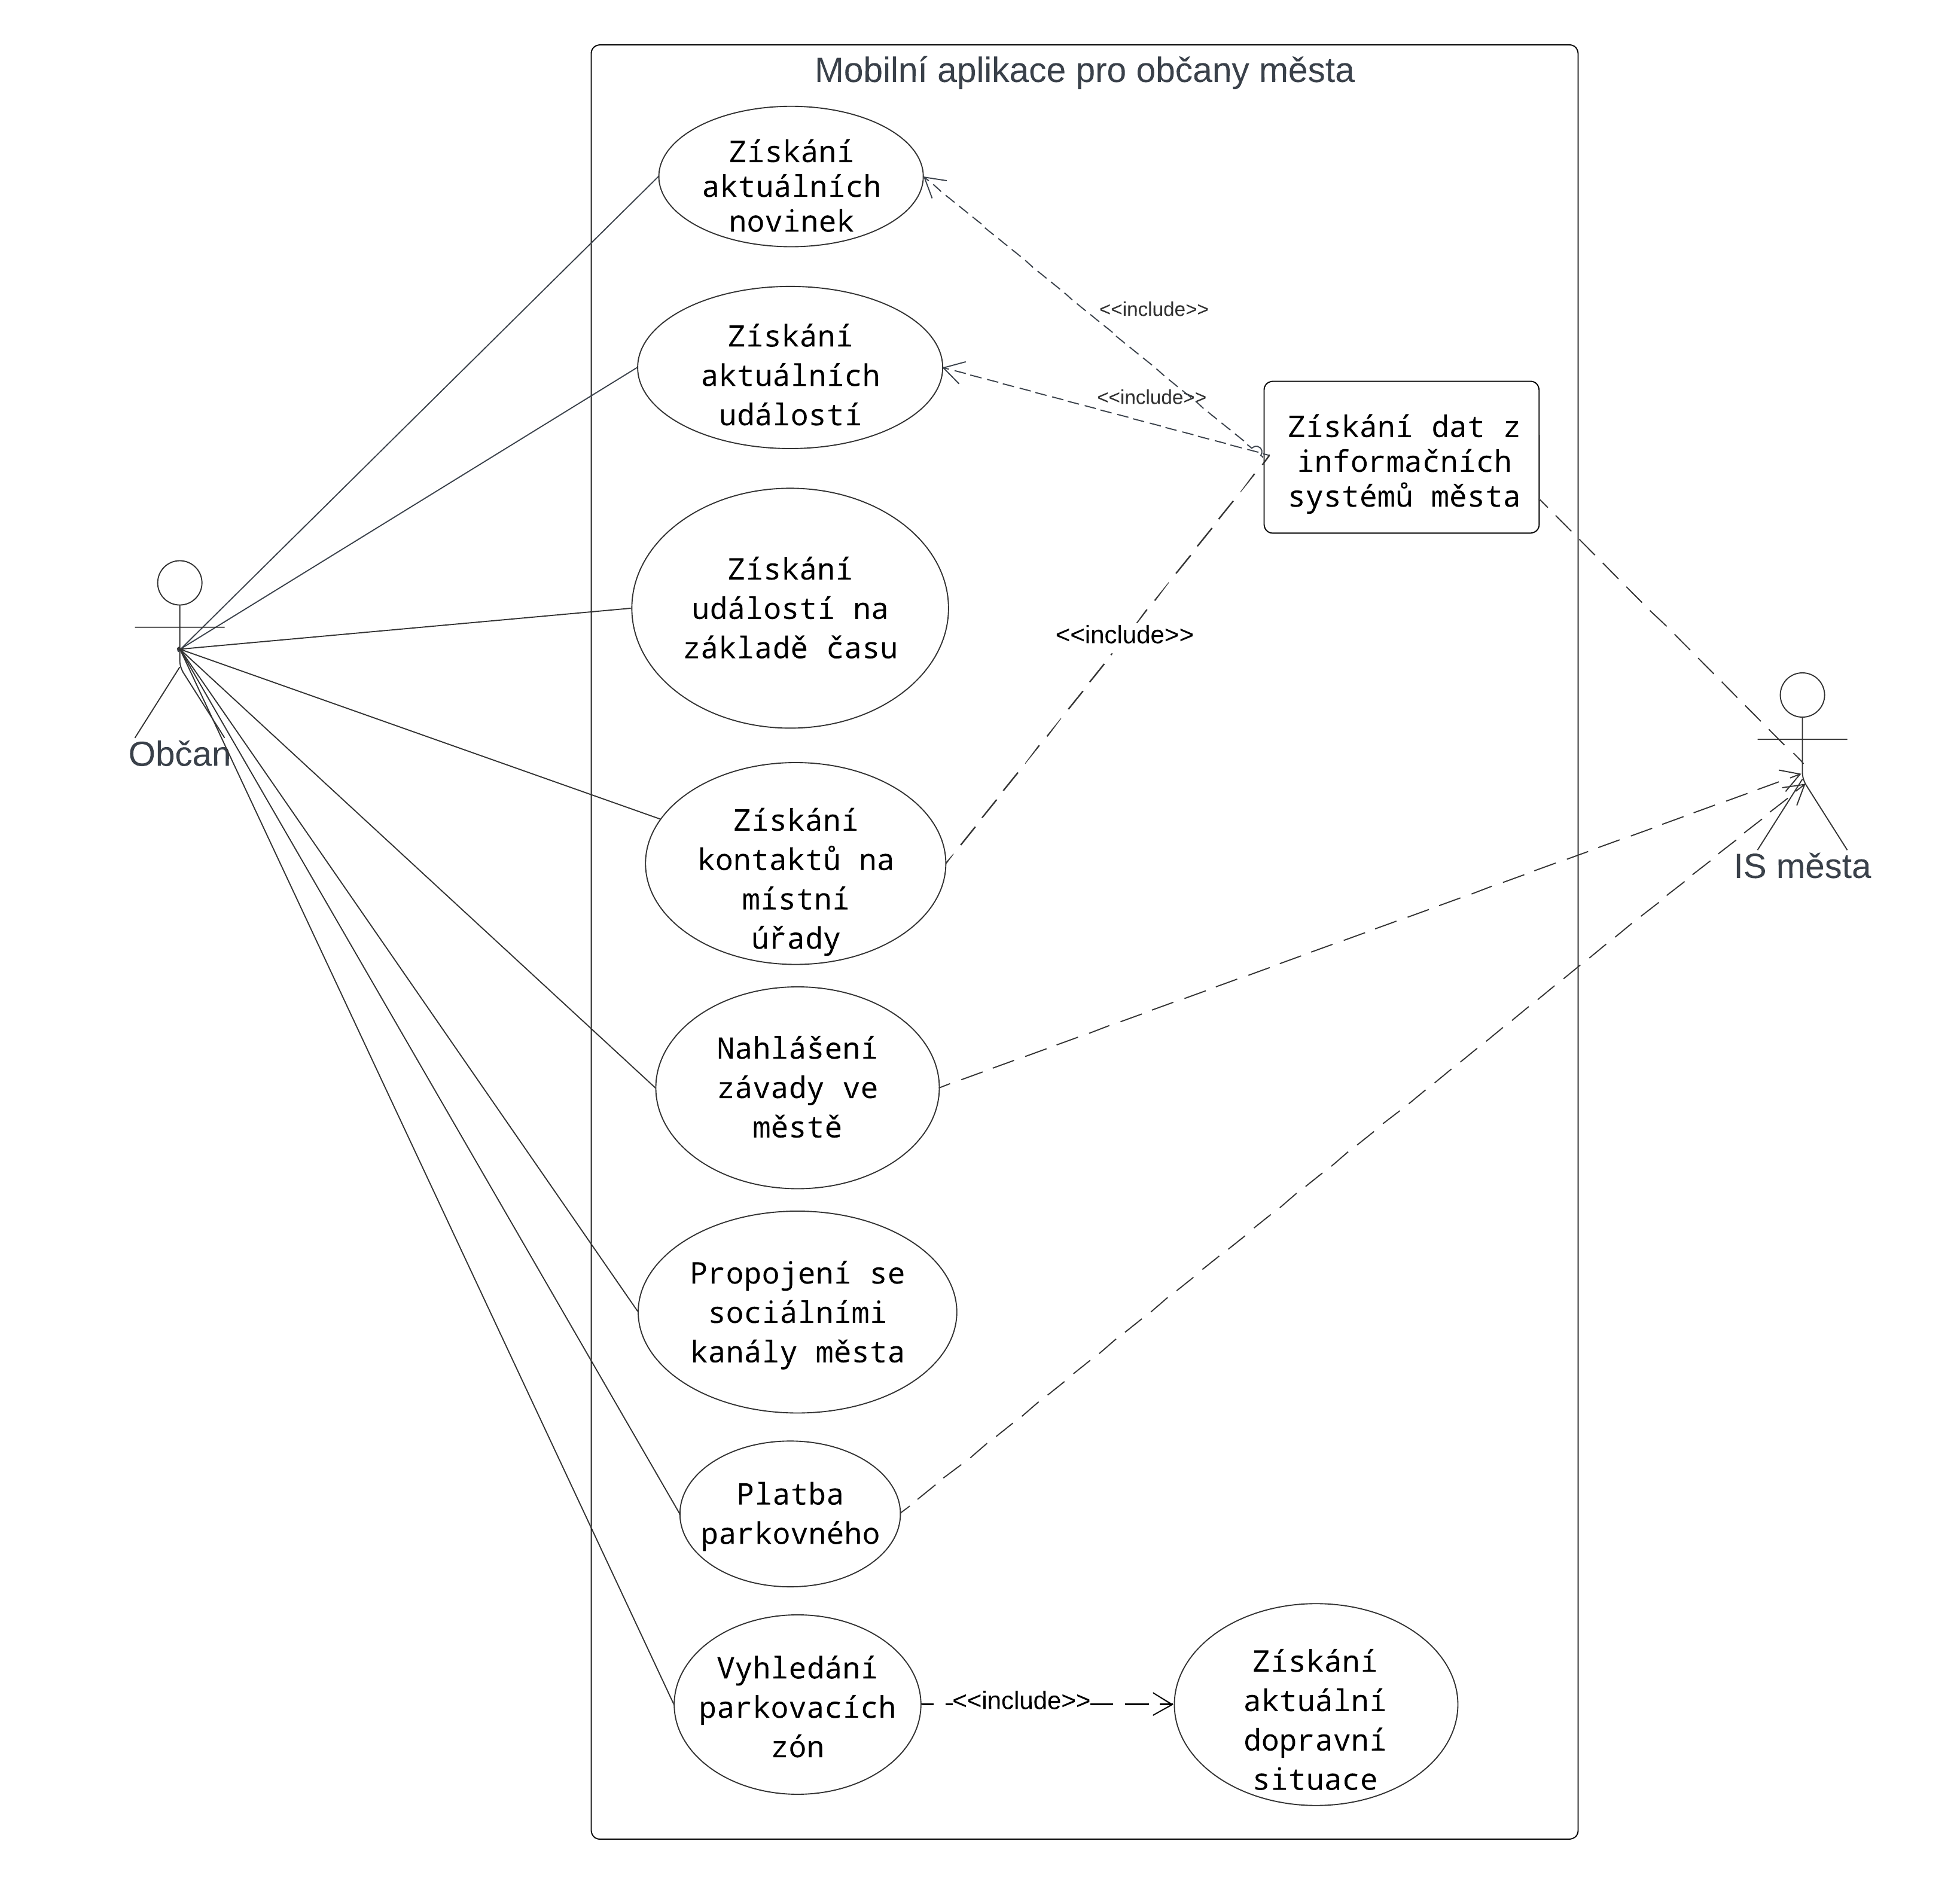 Mobilní aplikace pro občany města
Získání
aktuálních
novinek
<<include>>
Získání
aktuálních
událostí
<<include>>
Získání dat z
informačních
systémů města
Získání
událostí na
základě času
<<include>>
Občan
IS města
Získání
kontaktů na
místní
úřady
Nahlášení
závady ve
městě
Propojení se
sociálními
kanály města
Platba
parkovného
Vyhledání
parkovacích
zón
<<include>>
Získání
aktuální
dopravní
situace